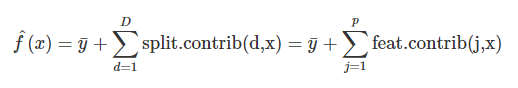 f̂ (x) = ȳ + ∑_{d=1}^{D} split.contrib(d,x) = ȳ + ∑_{j=1}^{p} feat.contrib(j,x)